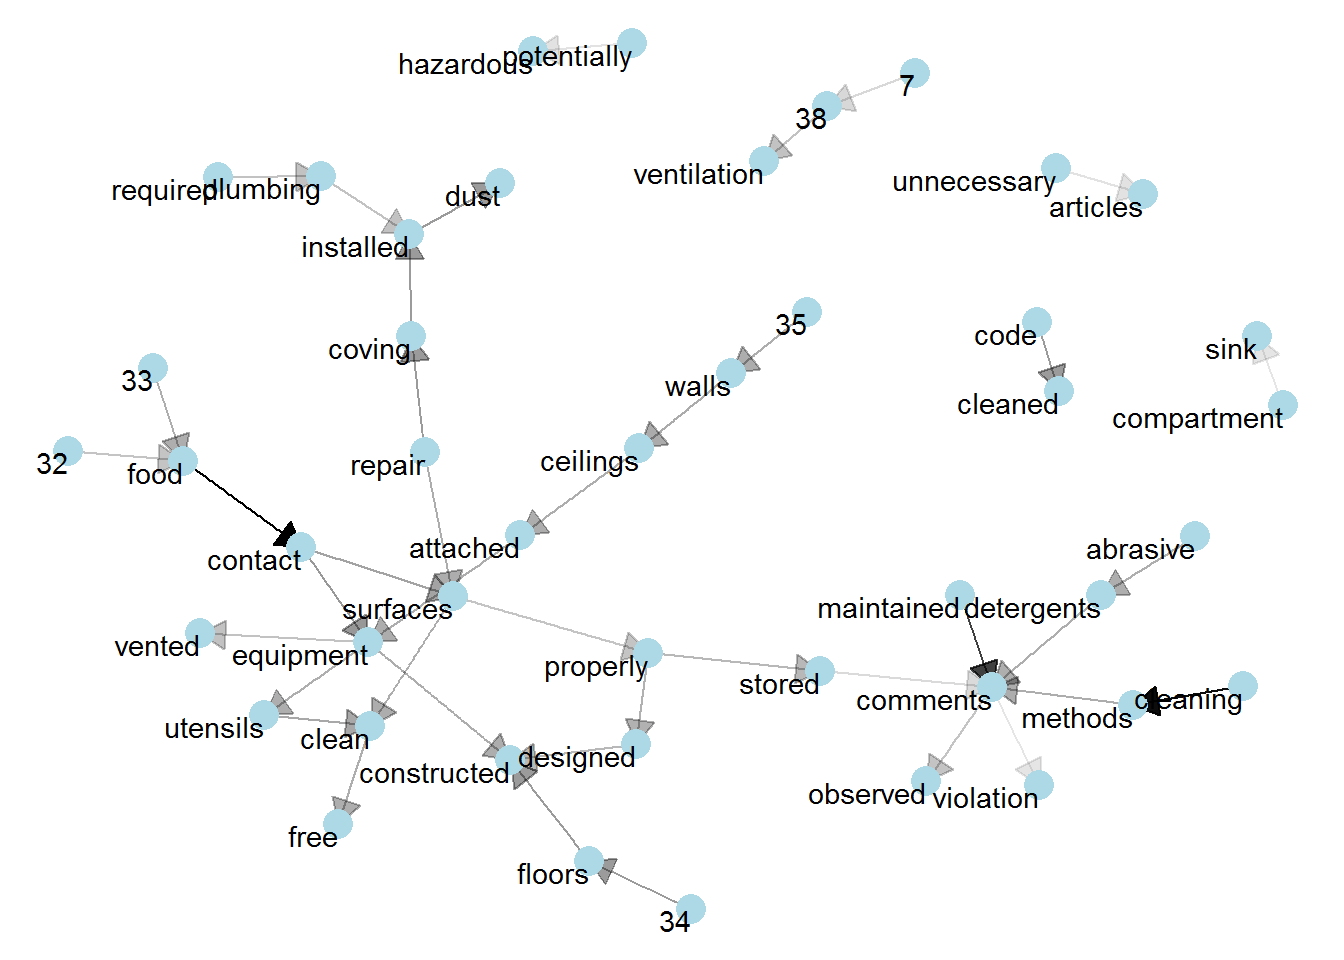 potentially
hazardous
7
38
ventilation
required
plumbing
dust
unnecessary
articles
installed
35
code
sink
coving
33
walls
cleaned
compartment
32
food
repair
ceilings
contact
attached
abrasive
surfaces
maintained
detergents
vented
equipment
properly
stored
comments
methods
cleaning
utensils
clean
constructed
designed
observed
violation
free
floors
34